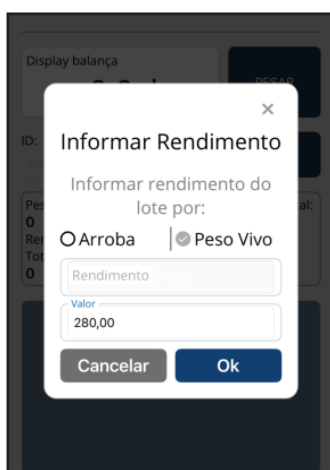 Display balança
PESAR
×
ID:
Informar Rendimento
Informar rendimento do
lote por:
Arroba
Peso Vivo
Rendimento
Valor
280,00
0
0
Cancelar
Ok